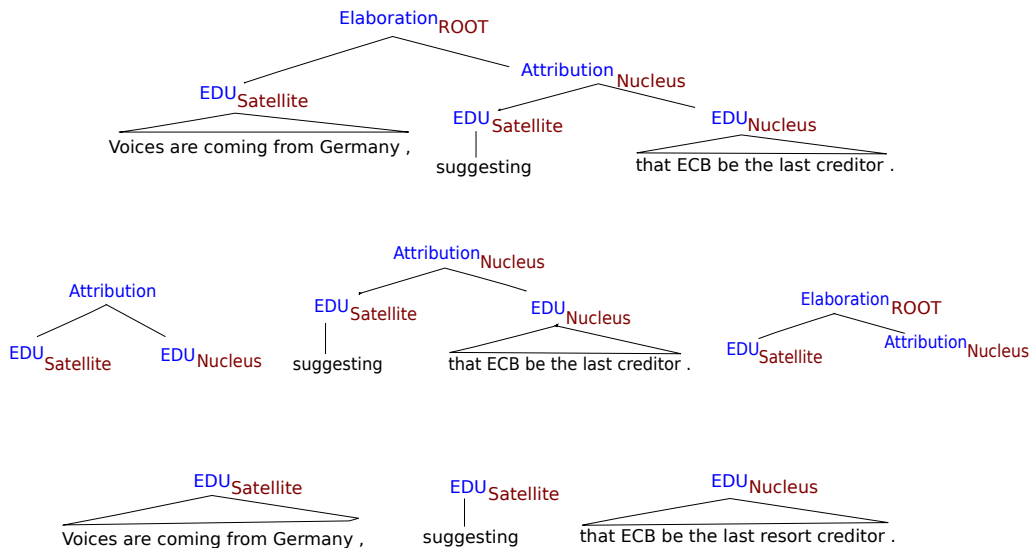 Elaboration ROOT
Attribution Nucleus
EDU Satellite
EDU Satellite
EDU Nucleus
Voices are coming from Germany ,
suggesting
that ECB be the last creditor .
Attribution Nucleus
Attribution
EDU Satellite
EDU Nucleus
Elaboration ROOT
EDU Satellite
EDU Nucleus
suggesting
that ECB be the last creditor .
EDU Satellite
Attribution Nucleus
EDU Satellite
EDU Satellite
EDU Nucleus
Voices are coming from Germany ,
suggesting
that ECB be the last resort creditor .